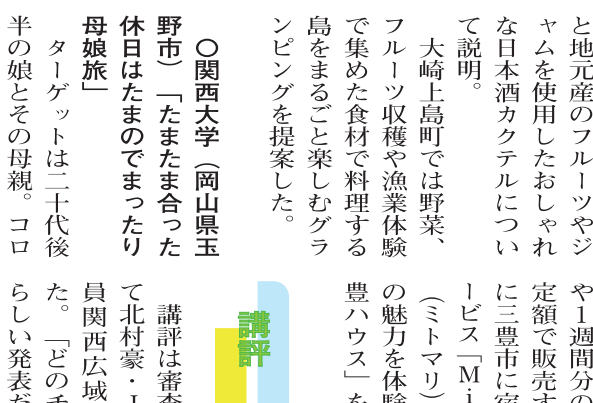 と地元産のフルーツやジ
ャムを使用したおしゃれ
な日本酒カクテルについ
て説明。
大崎上島町では野菜、
フルーツ収穫や漁業体験
で集めた食材で料理する
島をまるごと楽しむグラ
ンピングを提案した。
〇関西大学（岡山県玉
野市）「たまたま合った
休日はたまのでまったり
母娘旅」
ターゲットは二十代後
半の娘とその母親。コロ
や1週間分の
定額で販売す
に三豊市に宿
ービス「M・i
（ミトマリ）
の魅力を体験
豊ハウス」を
講評
講評は審査
て北村豪・J
員関西広域
た。「どのチ
らしい発表だ